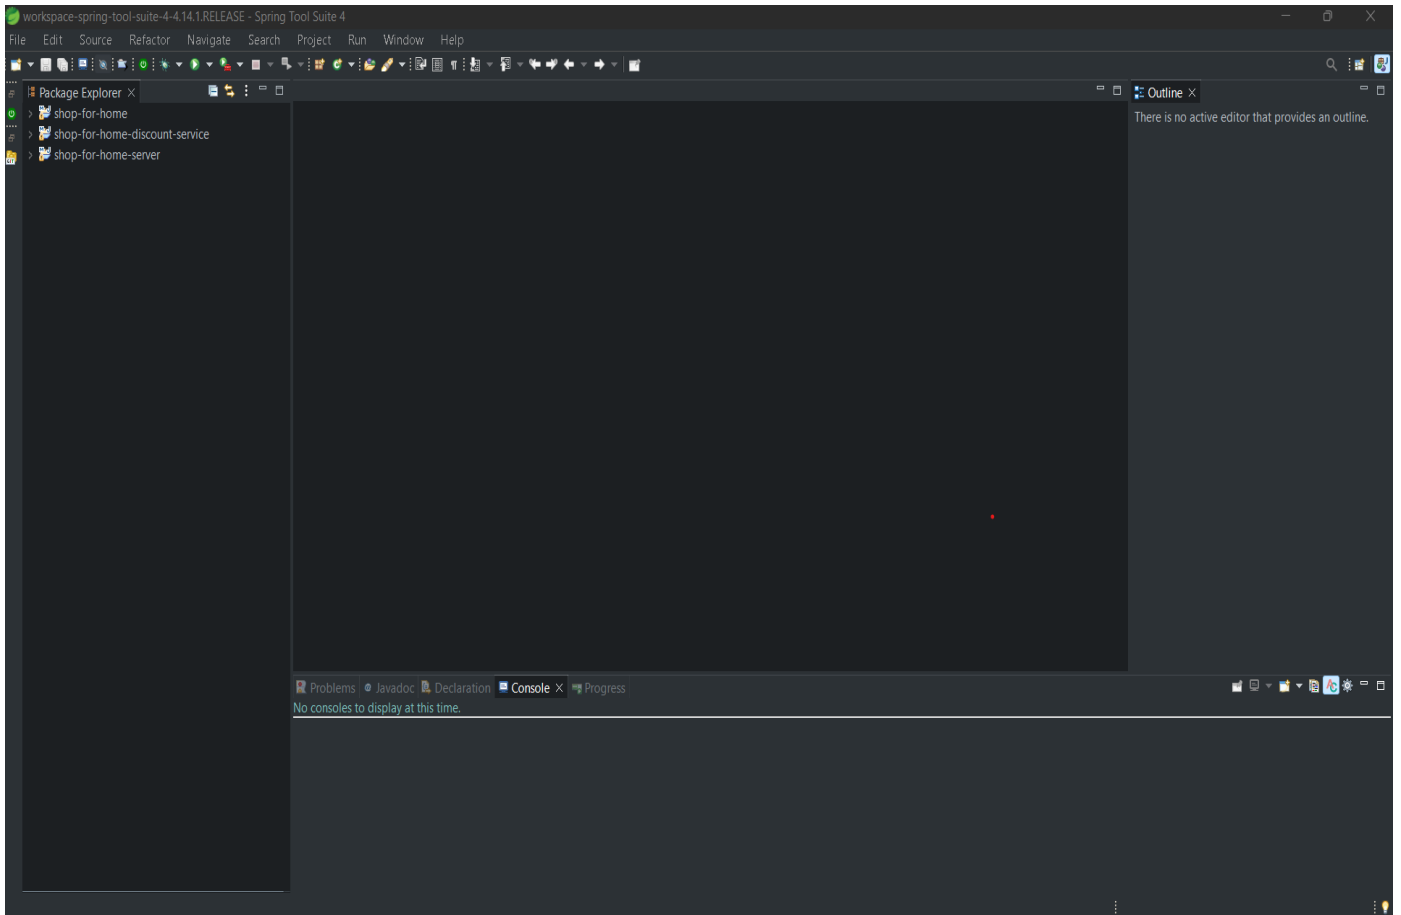 workspace-spring-tool-suite-4-4.14.1.RELEASE - Spring Tool Suite 4
File Edit Source Refactor Navigate Search Project Run Window Help
Package Explorer
shop-for-home
shop-for-home-discount-service
shop-for-home-server
Outline
There is no active editor that provides an outline.
Problems Javadoc Declaration Console Progress
No consoles to display at this time.